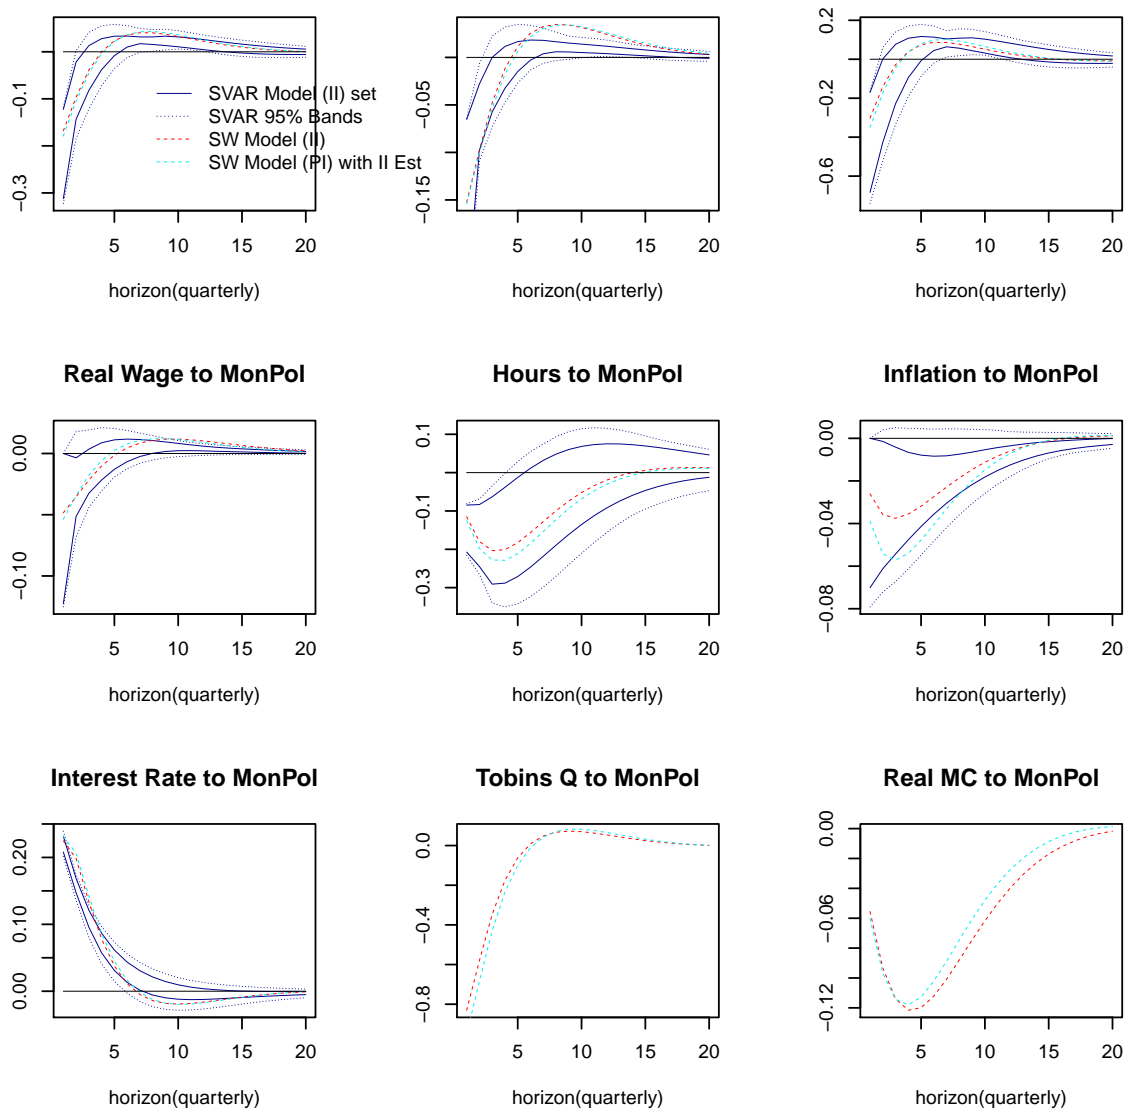 −0.3 −0.1
SVAR Model (II) set
SVAR 95% Bands
SW Model (II)
SW Model (PI) with II Est
5 10 15 20
horizon(quarterly)
−0.15 −0.05
5 10 15 20
horizon(quarterly)
−0.6 −0.2 0.2
5 10 15 20
horizon(quarterly)
Real Wage to MonPol
−0.10 0.00
5 10 15 20
horizon(quarterly)
Hours to MonPol
−0.3 −0.1 0.1
5 10 15 20
horizon(quarterly)
Inflation to MonPol
−0.08 −0.04 0.00
5 10 15 20
horizon(quarterly)
Interest Rate to MonPol
0.00 0.10 0.20
5 10 15 20
horizon(quarterly)
Tobins Q to MonPol
−0.8 −0.4 0.0
5 10 15 20
horizon(quarterly)
Real MC to MonPol
−0.12 −0.06 0.00
5 10 15 20
horizon(quarterly)